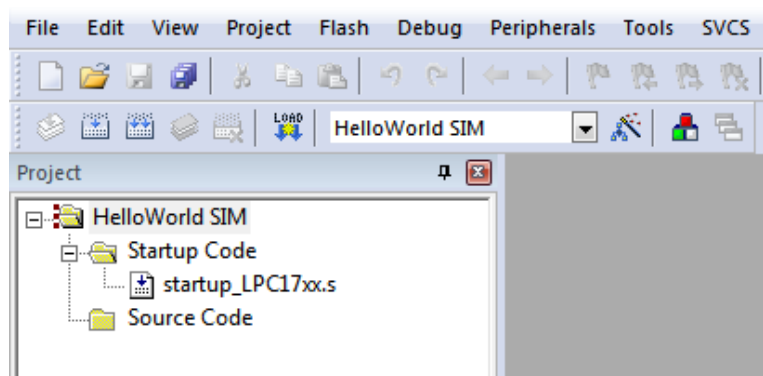 File Edit View Project Flash Debug Peripherals Tools SVCS
LOAD HelloWorld SIM
Project
HelloWorld SIM
Startup Code
startup_LPC17xx.s
Source Code